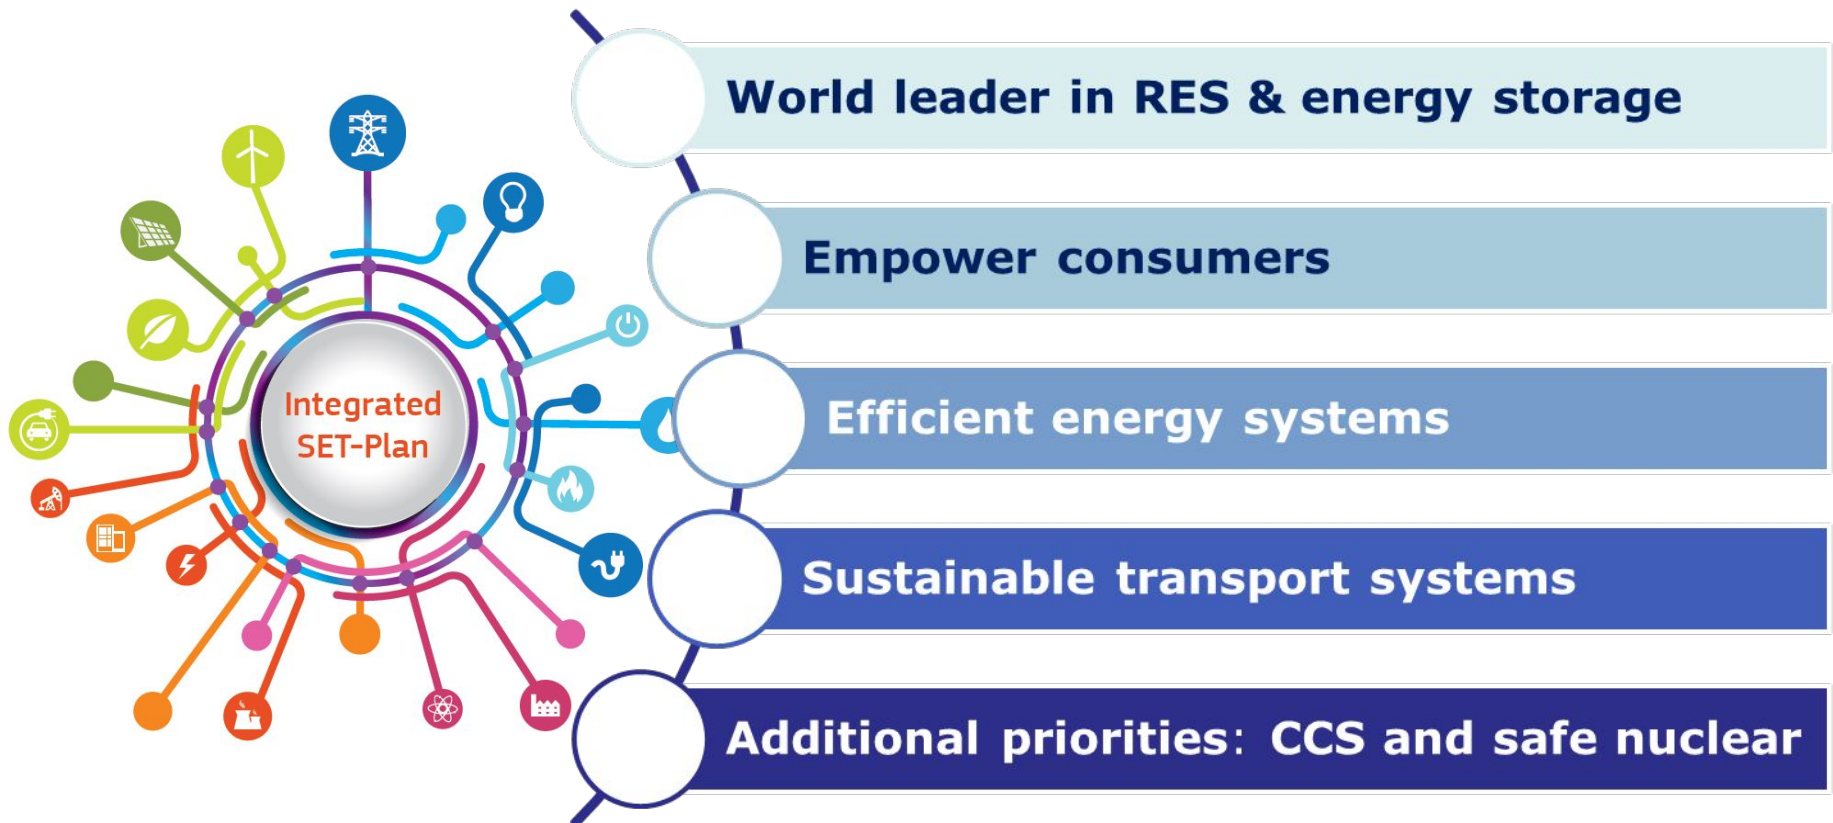 Integrated
SET-Plan
World leader in RES & energy storage
Empower consumers
Efficient energy systems
Sustainable transport systems
Additional priorities: CCS and safe nuclear